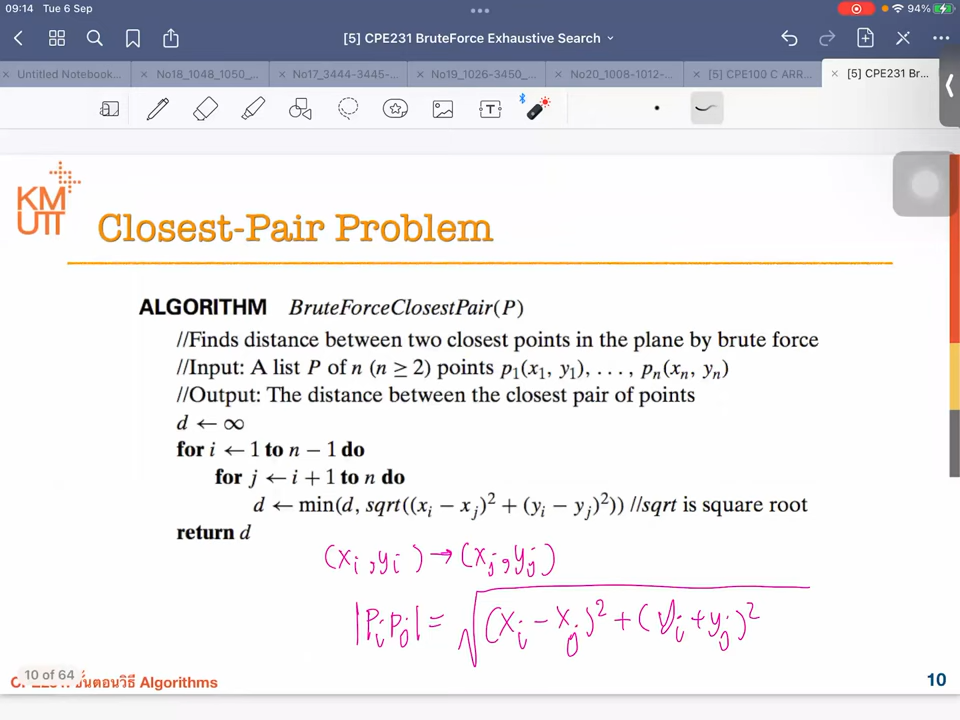 09:14 Tue 6 Sep
94%
[5] CPE231 BruteForce Exhaustive Search
Untitled Notebook...
No18_1048_1050_...
No17_3444-3445-...
No19_1026-3450_...
No20_1008-1012-...
[5] CPE100 C ARR...
[5] CPE231 Br...
KM
UTT
Closest-Pair Problem
ALGORITHM BruteForceClosestPair(P)
//Finds distance between two closest points in the plane by brute force
//Input: A list P of n (n ≥ 2) points p₁(x₁, y₁), . . . , pₙ(xₙ, yₙ)
//Output: The distance between the closest pair of points
d ← ∞
for i ← 1 to n − 1 do
for j ← i + 1 to n do
d ← min(d, sqrt((xᵢ − xⱼ)² + (yᵢ − yⱼ)²)) //sqrt is square root
return d
(xᵢ, yᵢ) → (xⱼ, yⱼ)
|PᵢPⱼ| = √(xᵢ − xⱼ)² + (yᵢ + yⱼ)²
10 of 64
Algorithms
10